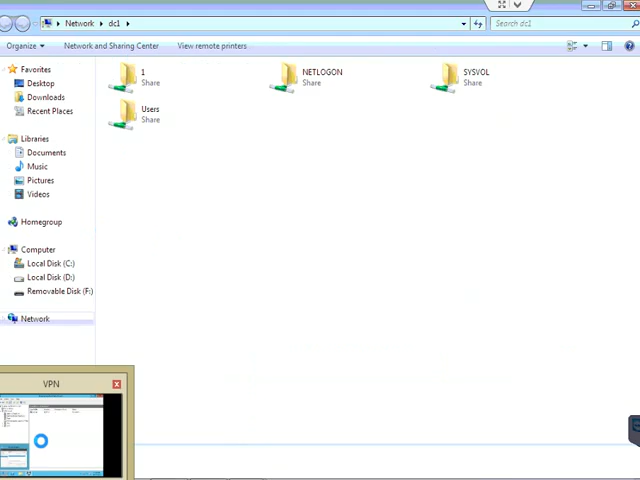 Network ▸ dc1 ▸
Search dc1
Organize ▾ Network and Sharing Center View remote printers
Favorites
Desktop
Downloads
Recent Places
Libraries
Documents
Music
Pictures
Videos
Homegroup
Computer
Local Disk (C:)
Local Disk (D:)
Removable Disk (F:)
Network
1
Share
NETLOGON
Share
SYSVOL
Share
Users
Share
VPN